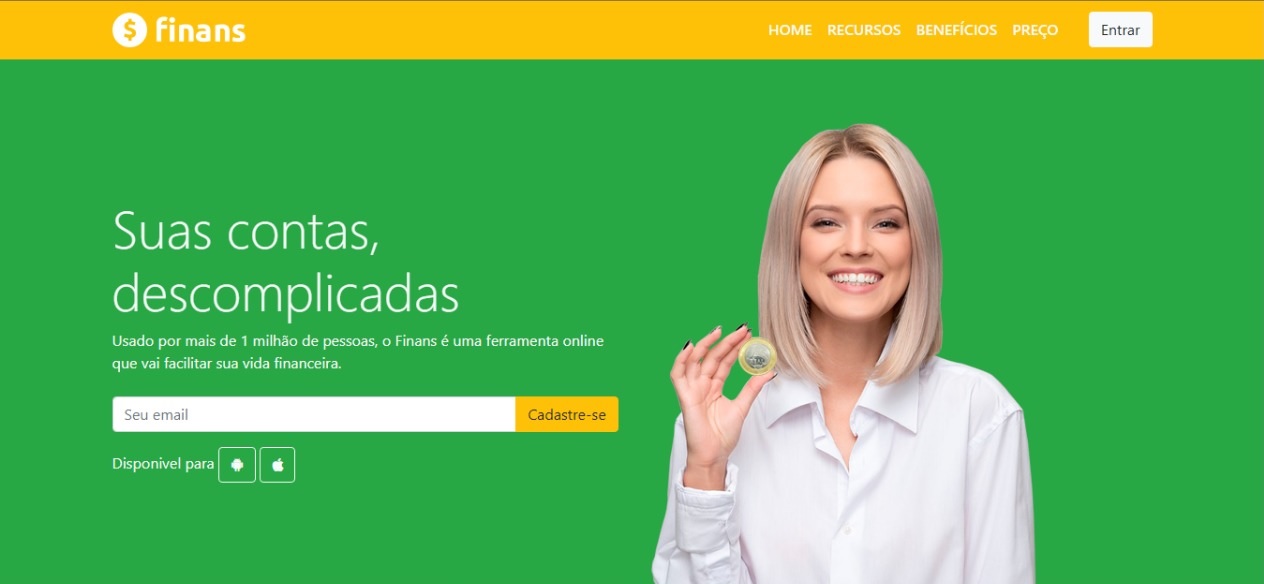 $ finans
HOME RECURSOS BENEFÍCIOS PREÇO Entrar
Suas contas,
descomplicadas
Usado por mais de 1 milhão de pessoas, o Finans é uma ferramenta online
que vai facilitar sua vida financeira.
Seu email Cadastre-se
Disponivel para